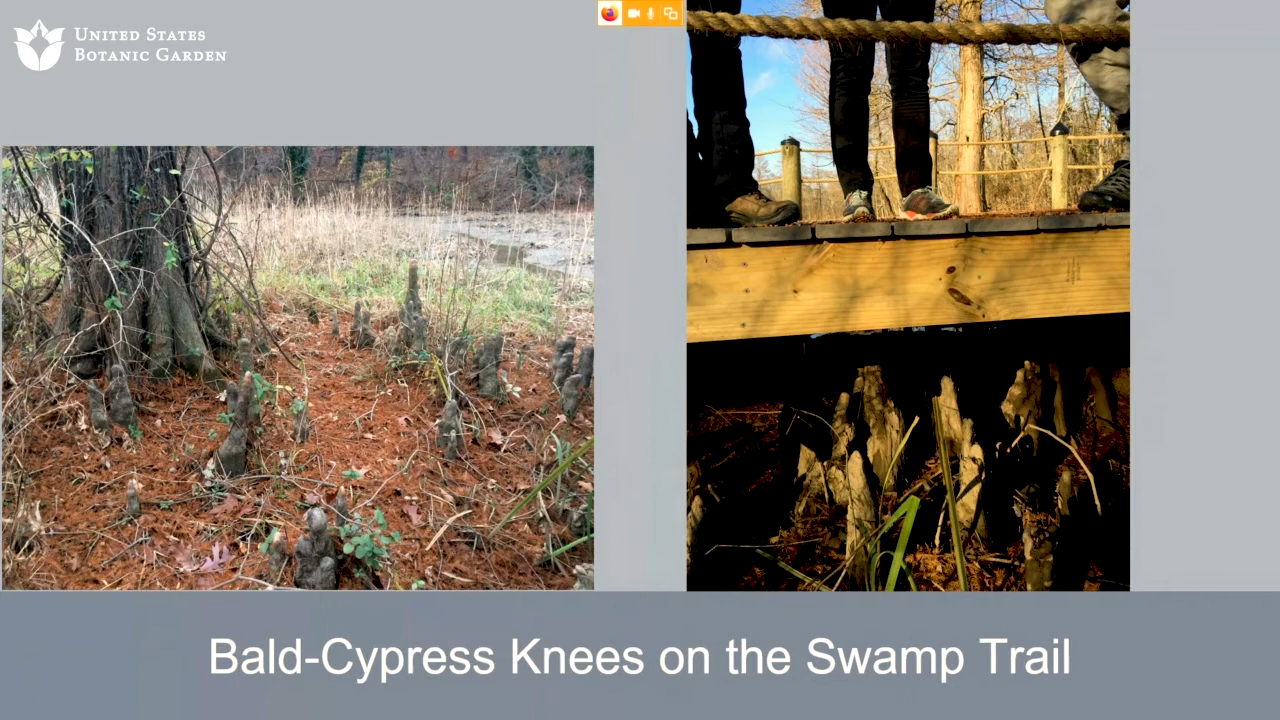 United States
Botanic Garden
Bald-Cypress Knees on the Swamp Trail